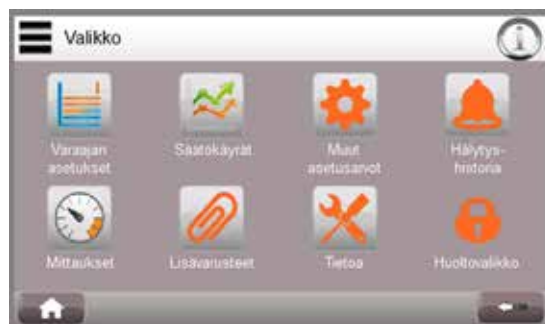 Valikko
Varaajan
asetukset
Säätökäyrät
Muut
asetusarvot
Hälytys-
historia
Mittaukset
Lisävarusteet
Tietoa
Huoltovalikko